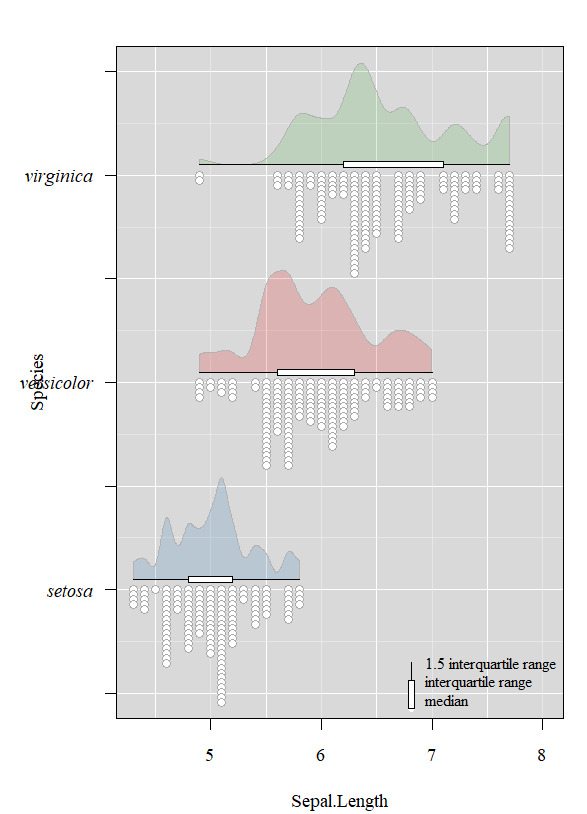 virginica
versicolor
Species
setosa
1.5 interquartile range
interquartile range
median
5 6 7 8
Sepal.Length